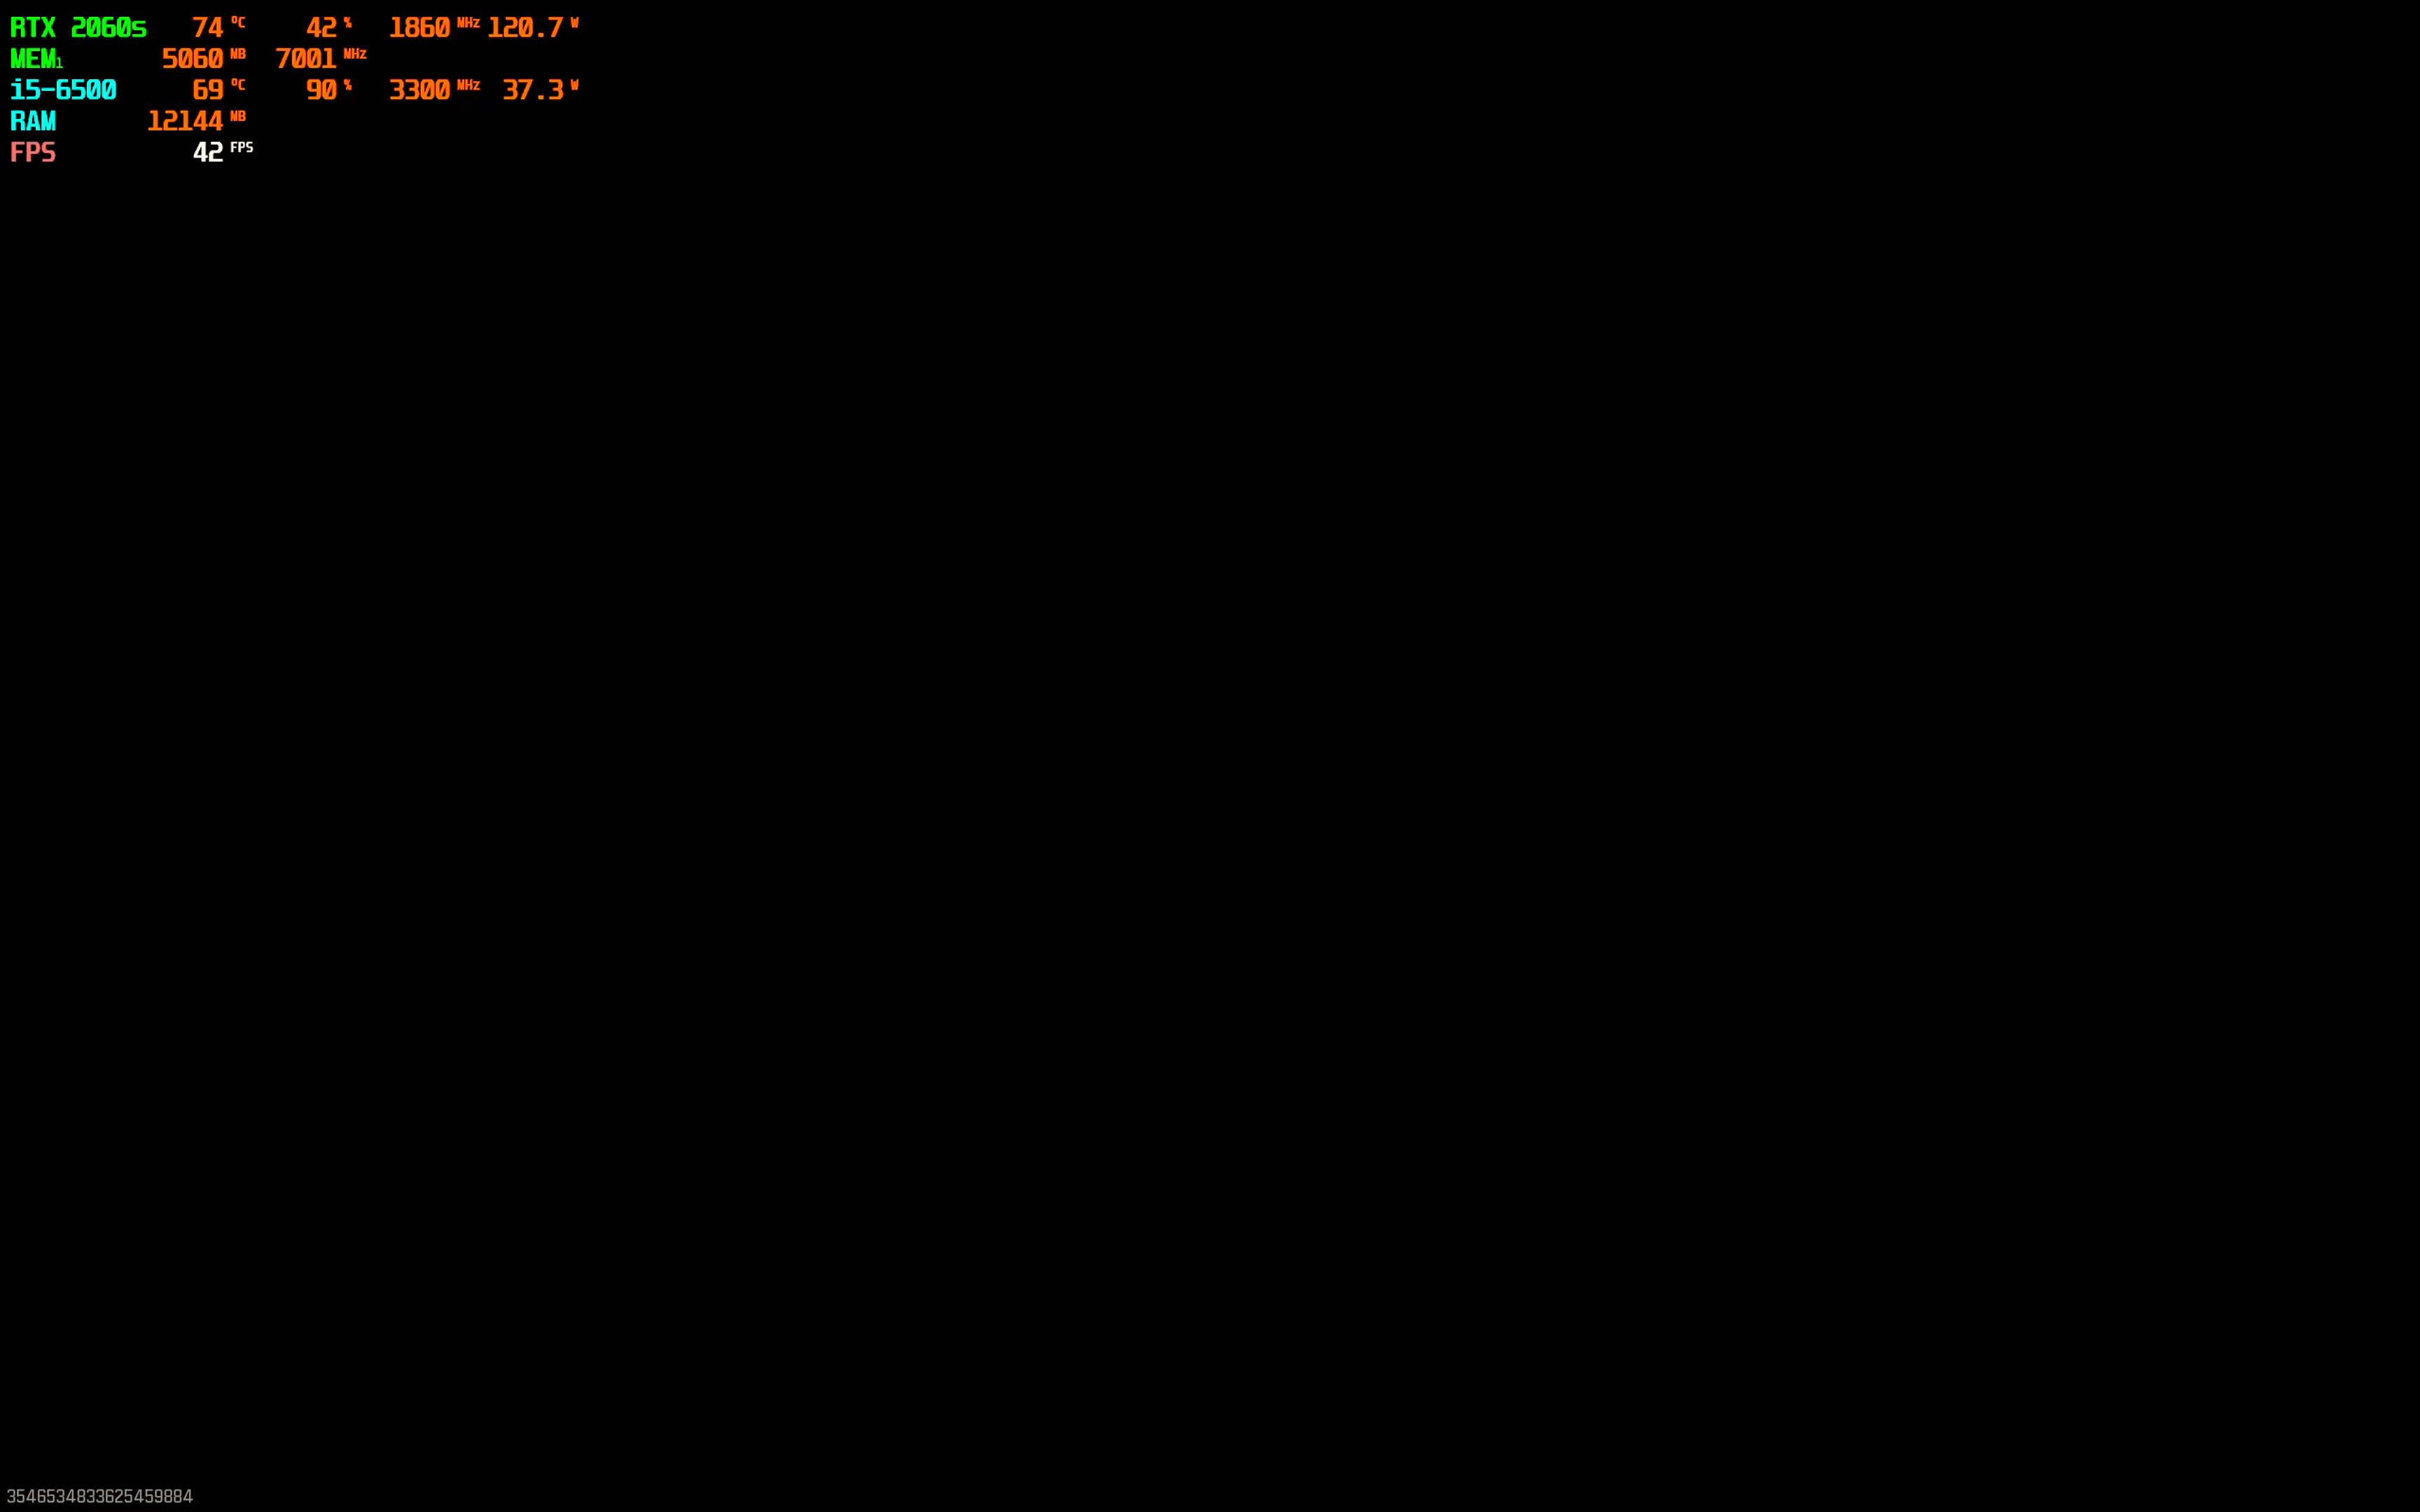 RTX 2060s 74 °C 42 % 1860 MHz 120.7 W
MEM1 5060 MB 7001 MHz
i5-6500 69 °C 90 % 3300 MHz 37.3 W
RAM 12144 MB
FPS 42 FPS
3546534833625459884